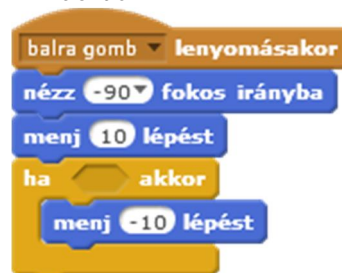 balra gomb lenyomásakor
nézz -90 fokos irányba
menj 10 lépést
ha akkor
menj -10 lépést